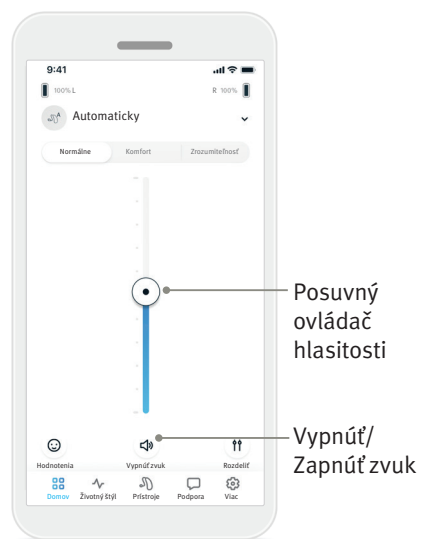 9:41
100% L
R 100%
Automaticky
Normálne
Komfort
Zrozumiteľnosť
Posuvný
ovládač
hlasitosti
Vypnúť/
Zapnúť zvuk
Hodnotenia
Vypnúť zvuk
Rozdeliť
Domov
Životný štýl
Prístroje
Podpora
Viac